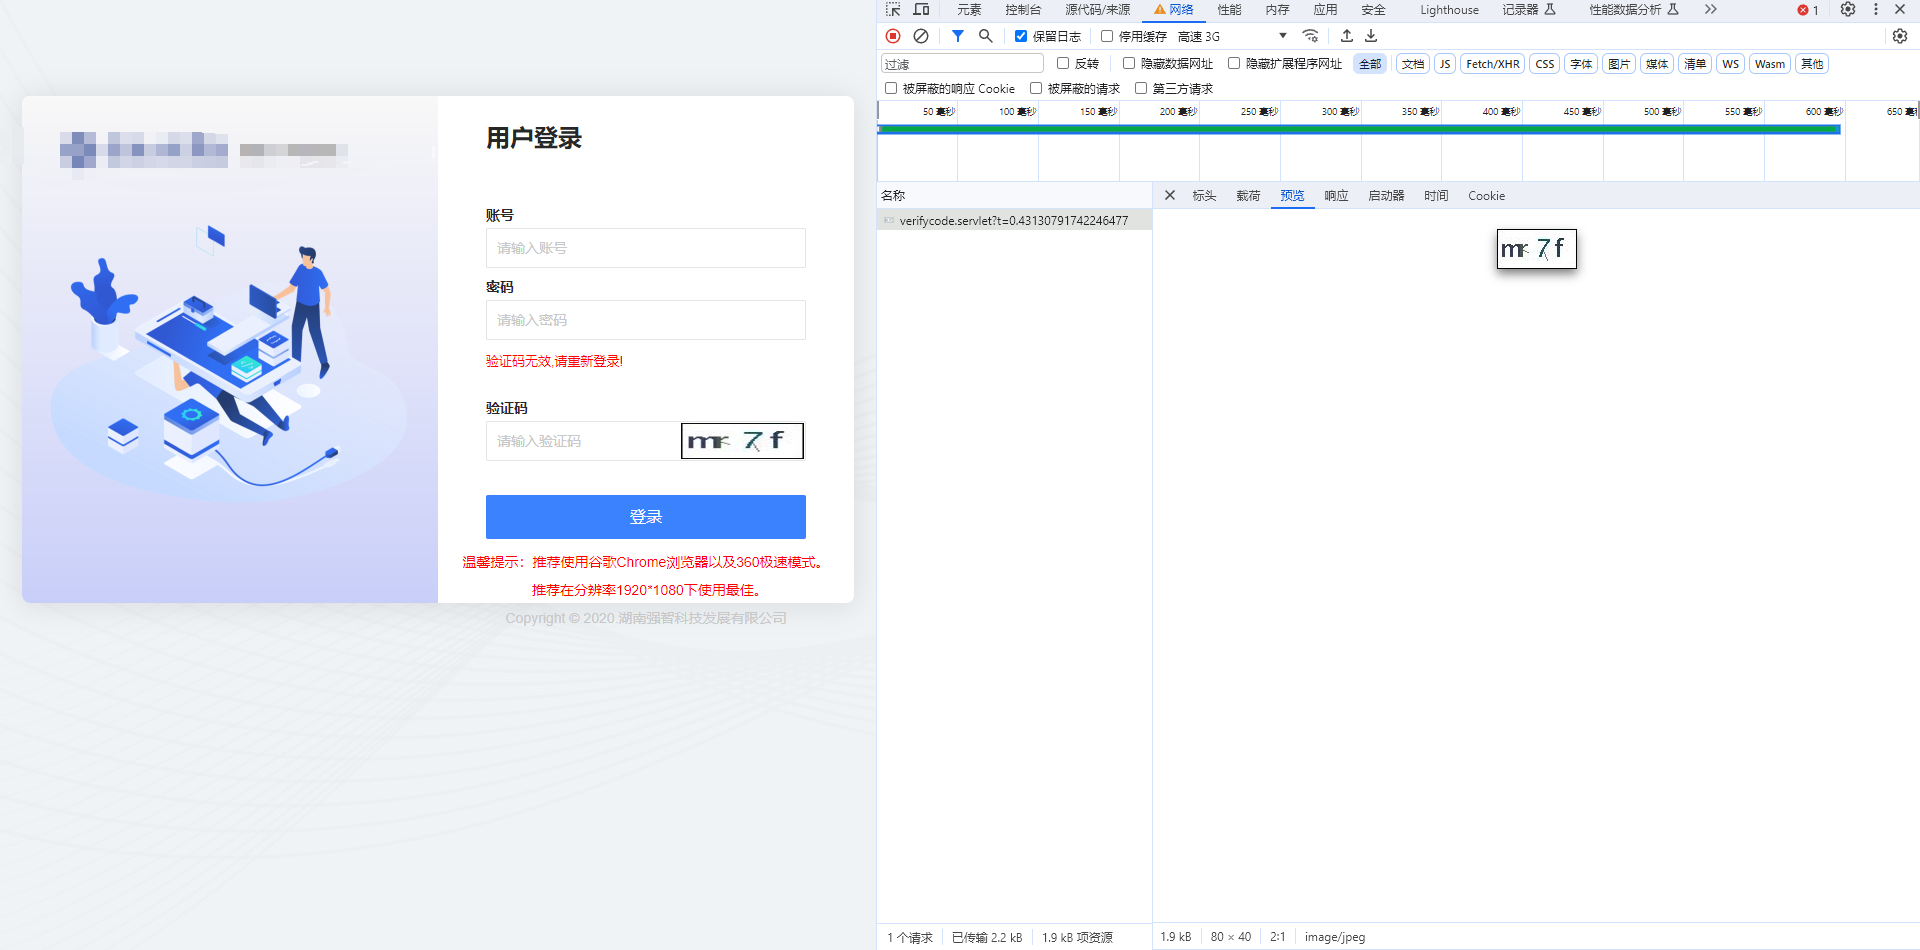 用户登录
账号
请输入账号
密码
请输入密码
验证码无效,请重新登录!
验证码
请输入验证码
登录
温馨提示：推荐使用谷歌Chrome浏览器以及360极速模式。
推荐在分辨率1920*1080下使用最佳。
Copyright © 2020.湖南强智科技发展有限公司
元素 控制台 源代码/来源 网络 性能 内存 应用 安全 Lighthouse 记录器 性能数据分析 1
保留日志 停用缓存 高速 3G
过滤 反转 隐藏数据网址 隐藏扩展程序网址 全部 文档 JS Fetch/XHR CSS 字体 图片 媒体 清单 WS Wasm 其他
被屏蔽的响应 Cookie 被屏蔽的请求 第三方请求
50 毫秒 100 毫秒 150 毫秒 200 毫秒 250 毫秒 300 毫秒 350 毫秒 400 毫秒 450 毫秒 500 毫秒 550 毫秒 600 毫秒 650 毫
名称 标头 载荷 预览 响应 启动器 时间 Cookie
verifycode.servlet?t=0.43130791742246477
1 个请求 已传输 2.2 kB 1.9 kB 项资源
1.9 kB 80 × 40 2:1 image/jpeg